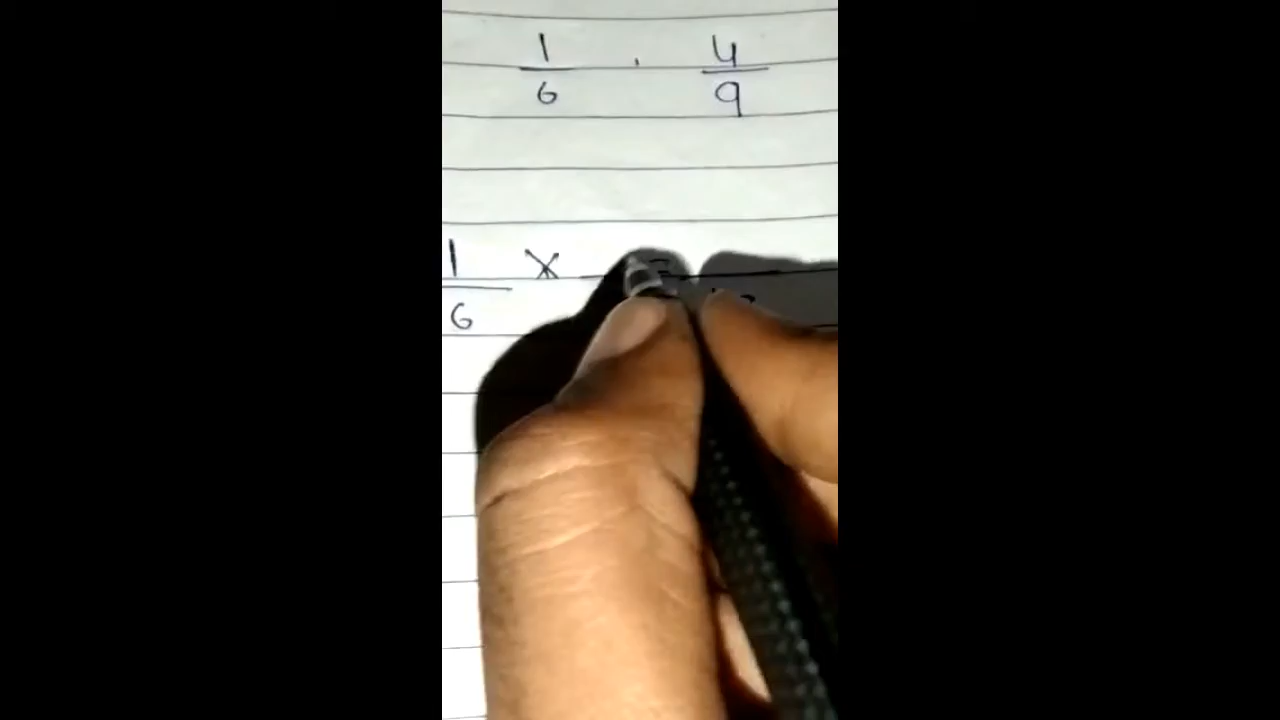 1/6 , 4/9
1/6 × =